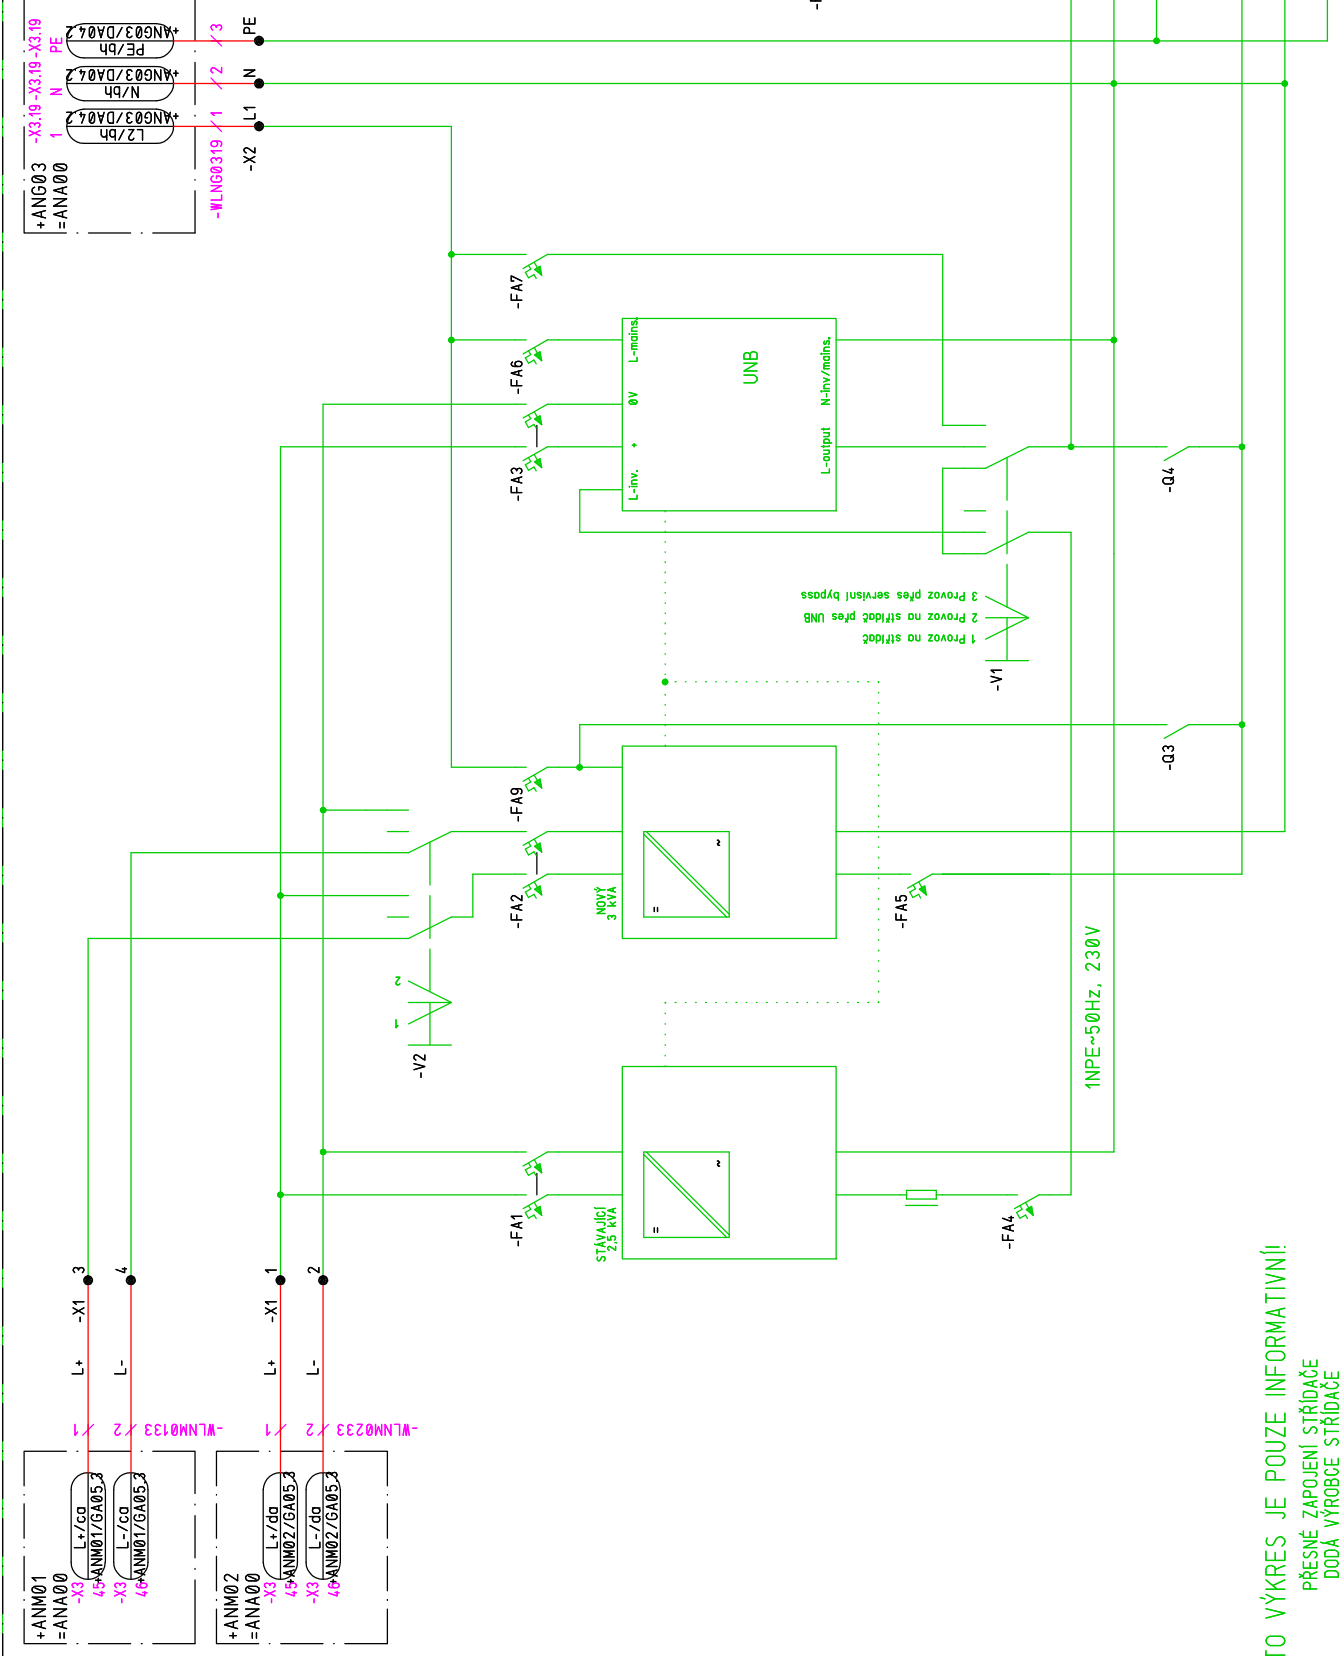 +ANM01
=ANA00
-X3
45
L+/ca
+ANM01/GA05.3
-X3
46
L-/ca
+ANM01/GA05.3
1
2
-WLNM0133
L+
L-
-X1
3
4
+ANM02
=ANA00
-X3
45
L+/da
+ANM02/GA05.3
-X3
46
L-/da
+ANM02/GA05.3
1
2
-WLNM0233
L+
L-
-X1
1
2
+ANG03
=ANA00
-X3.19
-X3.19
-X3.19
1
N
PE
L2/bh
+ANG03/DA04.2
N/bh
+ANG03/DA04.2
PE/bh
+ANG03/DA04.2
-WLNG0319
1
2
3
-X2
L1
N
PE
-V2
1
2
-FA1
-FA2
-FA9
-FA3
-FA6
-FA7
STÁVAJÍCÍ
2,5 kVA
=
~
NOVÝ
3 kVA
=
~
L-inv.
+
0V
L-mains.
UNB
L-output
N-inv/mains.
-FA4
-FA5
-V1
1 Provoz na střídač
2 Provoz na střídač přes UNB
3 Provoz přes servisní bypass
-Q3
-Q4
1NPE~50Hz, 230V
TO VÝKRES JE POUZE INFORMATIVNÍ!
PŘESNÉ ZAPOJENÍ STŘÍDAČE
DODÁ VÝROBCE STŘÍDAČE